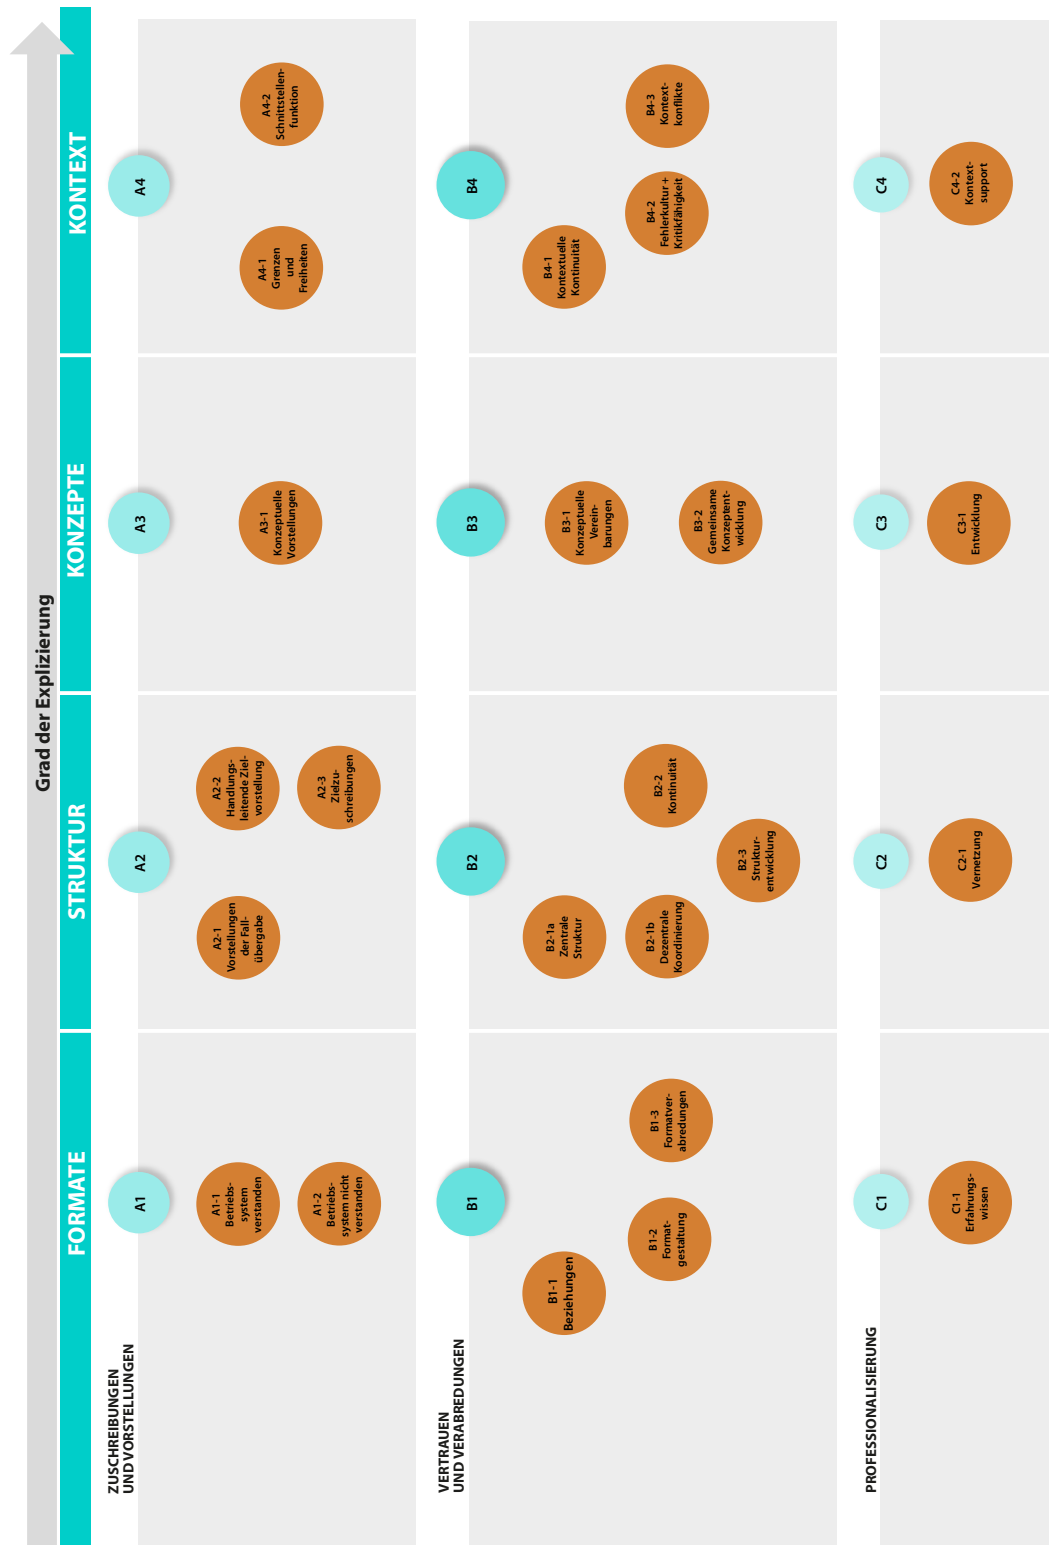 Grad der Explizierung
FORMATE
STRUKTUR
KONZEPTE
KONTEXT
ZUSCHREIBUNGEN
UND VORSTELLUNGEN
A1
A1-1
Betriebs-
system
verstanden
A1-2
Betriebs-
system nicht
verstanden
A2
A2-1
Vorstellungen
der Fall-
übergabe
A2-2
Handlungs-
leitende Ziel-
vorstellung
A2-3
Zielzu-
schreibungen
A3
A3-1
Konzeptuelle
Vorstellungen
A4
A4-1
Grenzen
und
Freiheiten
A4-2
Schnittstellen-
funktion
VERTRAUEN
UND VERABREDUNGEN
B1
B1-1
Beziehungen
B1-2
Format-
gestaltung
B1-3
Formatver-
abredungen
B2
B2-1a
Zentrale
Struktur
B2-1b
Dezentrale
Koordinierung
B2-2
Kontinuität
B2-3
Struktur-
entwicklung
B3
B3-1
Konzeptuelle
Verein-
barungen
B3-2
Gemeinsame
Konzeptent-
wicklung
B4
B4-1
Kontextuelle
Kontinuität
B4-2
Fehlerkultur +
Kritikfähigkeit
B4-3
Kontext-
konflikte
PROFESSIONALISIERUNG
C1
C1-1
Erfahrungs-
wissen
C2
C2-1
Vernetzung
C3
C3-1
Entwicklung
C4
C4-2
Kontext-
support